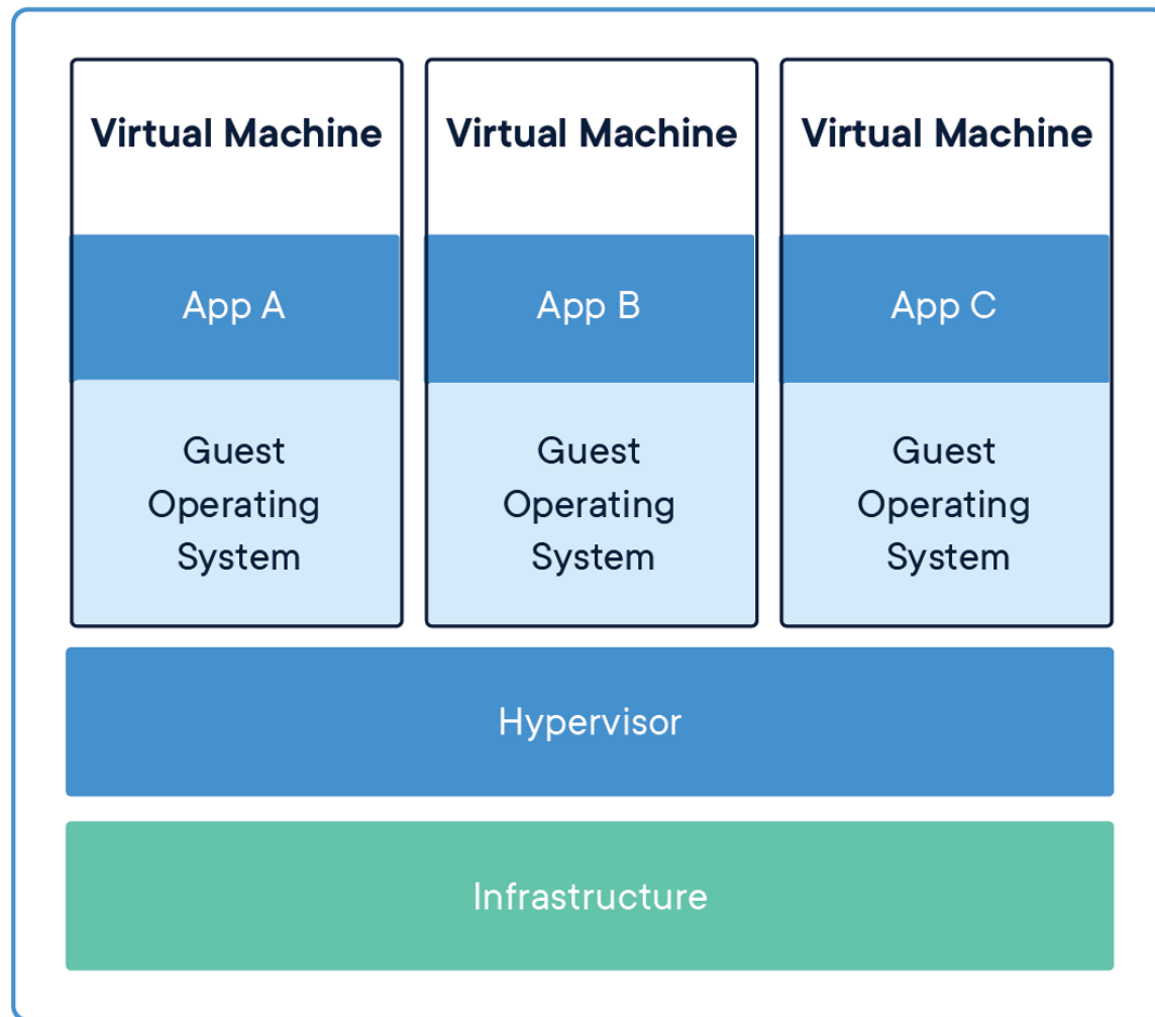 Virtual Machine
Virtual Machine
Virtual Machine
App A
App B
App C
Guest
Operating
System
Guest
Operating
System
Guest
Operating
System
Hypervisor
Infrastructure